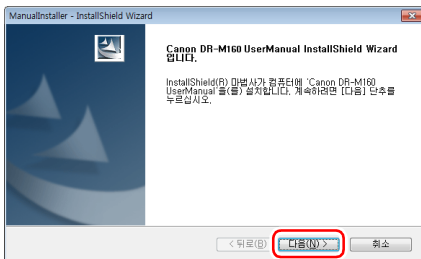 ManualInstaller - InstallShield Wizard
Canon DR-M160 UserManual InstallShield Wizard
입니다.
InstallShield(R) 마법사가 컴퓨터에 'Canon DR-M160
UserManual'을(를) 설치합니다. 계속하려면 [다음] 단추를
누르십시오.
< 뒤로(B) 다음(N) > 취소